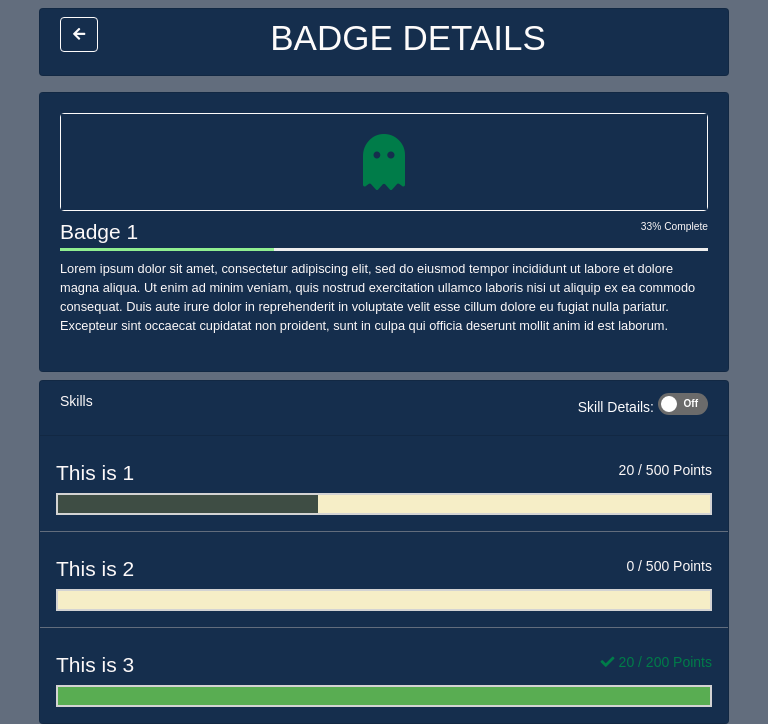 BADGE DETAILS
Badge 1
33% Complete
Lorem ipsum dolor sit amet, consectetur adipiscing elit, sed do eiusmod tempor incididunt ut labore et dolore
magna aliqua. Ut enim ad minim veniam, quis nostrud exercitation ullamco laboris nisi ut aliquip ex ea commodo
consequat. Duis aute irure dolor in reprehenderit in voluptate velit esse cillum dolore eu fugiat nulla pariatur.
Excepteur sint occaecat cupidatat non proident, sunt in culpa qui officia deserunt mollit anim id est laborum.
Skills
Skill Details: Off
This is 1
20 / 500 Points
This is 2
0 / 500 Points
This is 3
20 / 200 Points